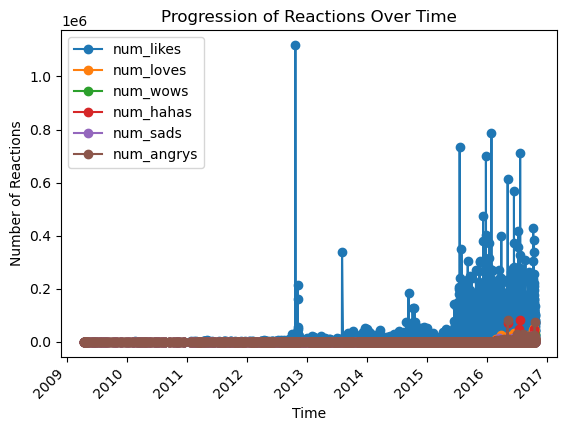 Progression of Reactions Over Time
1e6
num_likes
num_loves
num_wows
num_hahas
num_sads
num_angrys
Number of Reactions
1.0
0.8
0.6
0.4
0.2
0.0
2009
2010
2011
2012
2013
2014
2015
2016
2017
Time